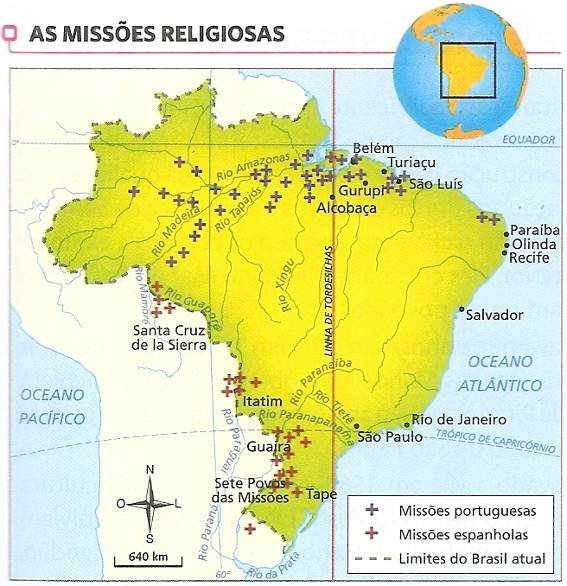 AS MISSÕES RELIGIOSAS
0°
EQUADOR
Belém
Turiaçu
São Luís
Gurupi
Alcobaça
Rio Amazonas
Rio Tapajós
Rio Madeira
Rio Xingu
LINHA DE TORDESILHAS
Paraíba
Olinda
Recife
Salvador
Rio Mamoré
Rio Guaporé
Santa Cruz
de la Sierra
OCEANO
PACÍFICO
OCEANO
ATLÂNTICO
Rio Paranaíba
Rio Tietê
Rio Paranapanema
Itatim
Rio Paraguai
Guairá
Rio de Janeiro
São Paulo
TRÓPICO DE CAPRICÓRNIO
Sete Povos
das Missões
Tape
Rio Paraná
Rio da Prata
60°
N
O
L
S
640 km
Missões portuguesas
Missões espanholas
Limites do Brasil atual